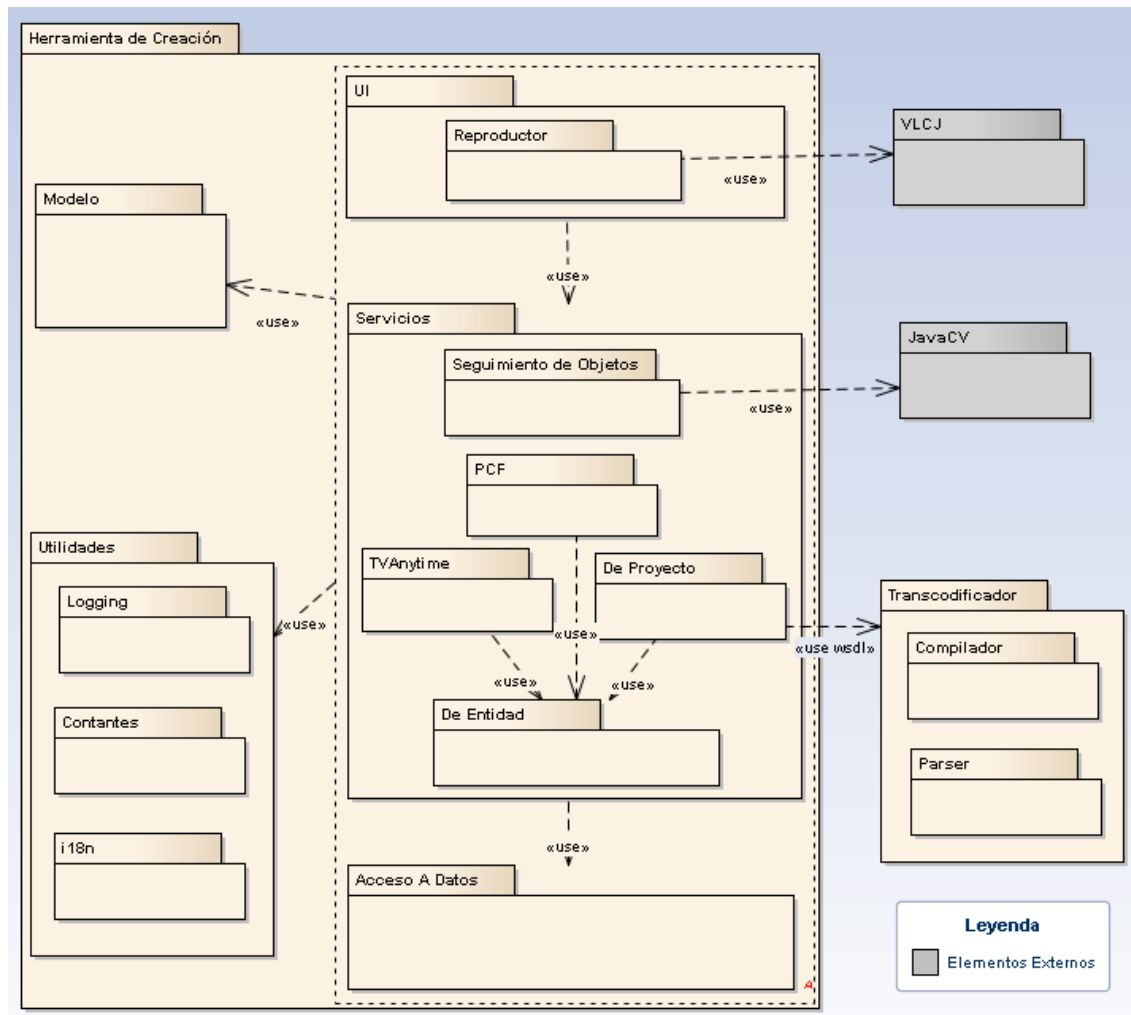 Herramienta de Creación
UI
Reproductor
VLCJ
«use»
Modelo
«use»
«use»
Servicios
Seguimiento de Objetos
JavaCV
«use»
PCF
Utilidades
TVAnytime
De Proyecto
Logging
Transcodificador
«use»
«use»
«use wsdl»
Compilador
«use»
«use»
De Entidad
Contantes
Parser
i18n
«use»
Acceso A Datos
A
Leyenda
Elementos Externos